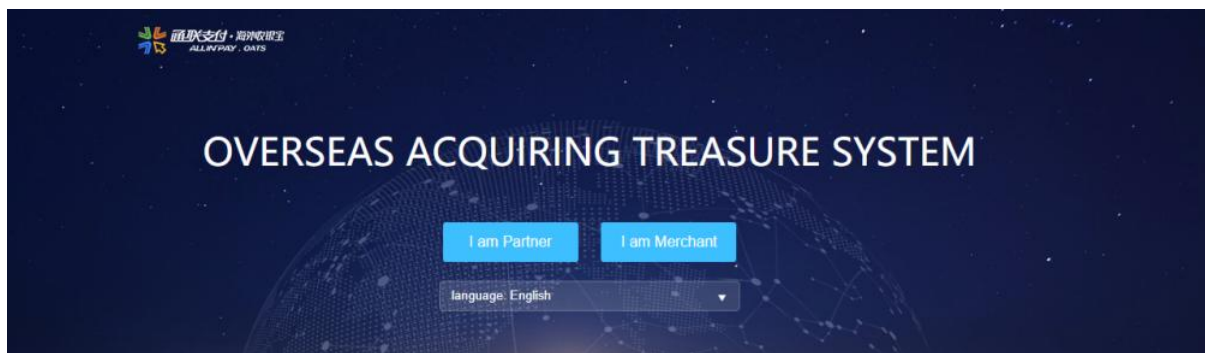 通联支付·海外收银宝
ALLINPAY . OATS
OVERSEAS ACQUIRING TREASURE SYSTEM
I am Partner
I am Merchant
language: English